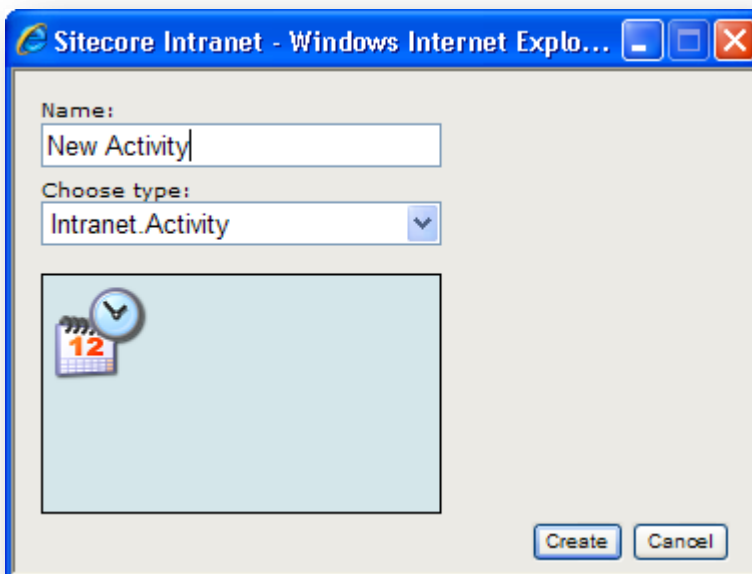 Sitecore Intranet - Windows Internet Explo...
Name:
New Activity
Choose type:
Intranet.Activity
12
Create Cancel